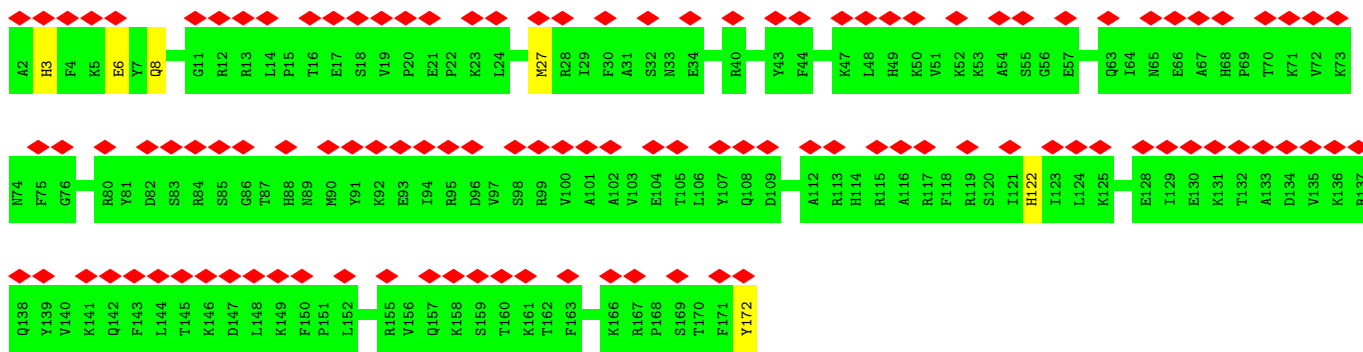 A2 H3 F4 K5 E6 Y7 Q8 G11 R12 R13 L14 P15 T16 E17 S18 V19 P20 E21 P22 K23 L24 M27 R28 I29 F30 A31 S32 N33 E34 R40 Y43 F44 K47 L48 H49 K50 V51 K52 K53 A54 S55 G56 E57 Q63 I64 N65 E66 A67 H68 P69 T70 K71 V72 K73
N74 F75 G76 R80 Y81 D82 S83 R84 S85 G86 T87 H88 N89 M90 Y91 K92 E93 I94 R95 D96 V97 S98 R99 V100 A101 A102 V103 E104 T105 L106 Y107 Q108 D109 A112 R113 H114 R115 A116 R117 F118 R119 S120 I121 H122 I123 L124 K125 E128 I129 E130 K131 T132 A133 D134 V135 K136 R137
Q138 Y139 V140 K141 Q142 F143 L144 T145 K146 D147 L148 K149 F150 P151 L152 R155 V156 Q157 K158 S159 T160 K161 T162 F163 K166 R167 P168 S169 T170 F171 Y172